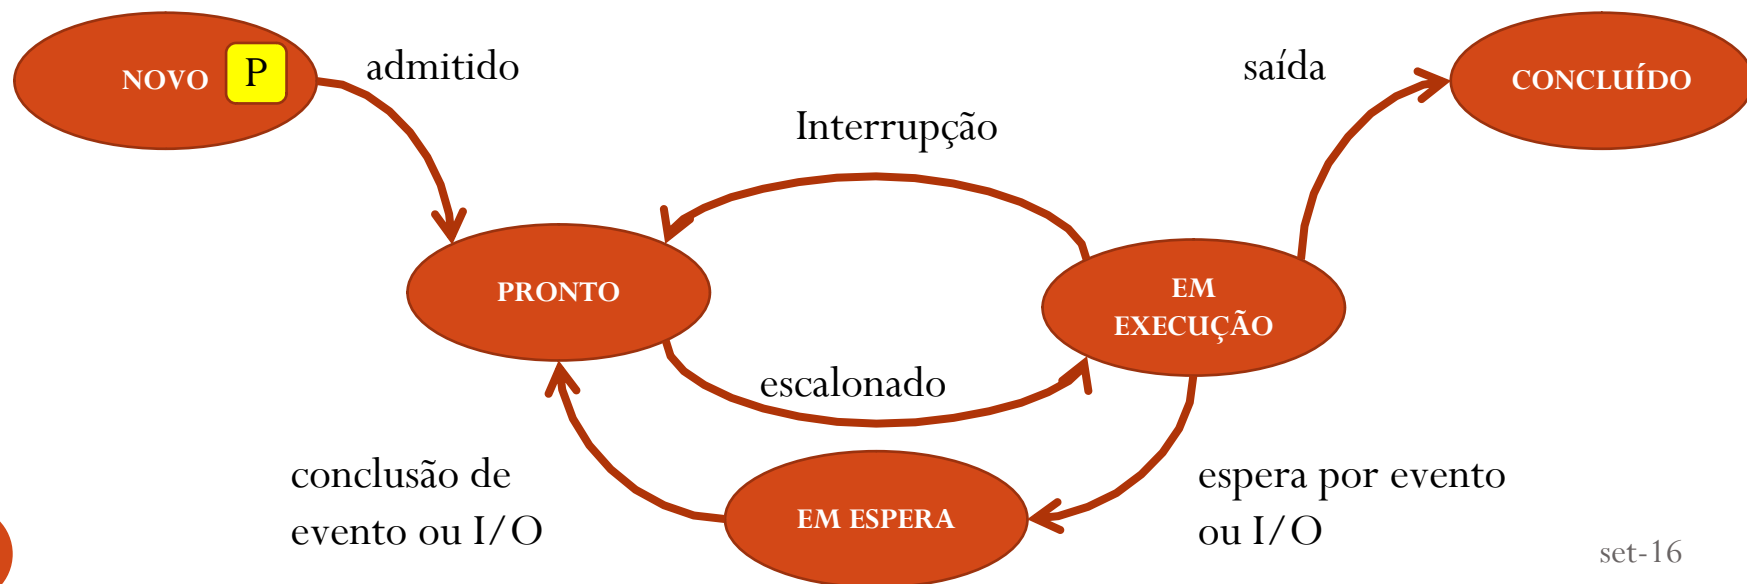 NOVO
P
admitido
saída
CONCLUÍDO
Interrupção
PRONTO
EM
EXECUÇÃO
escalonado
conclusão de
evento ou I/O
EM ESPERA
espera por evento
ou I/O
set-16